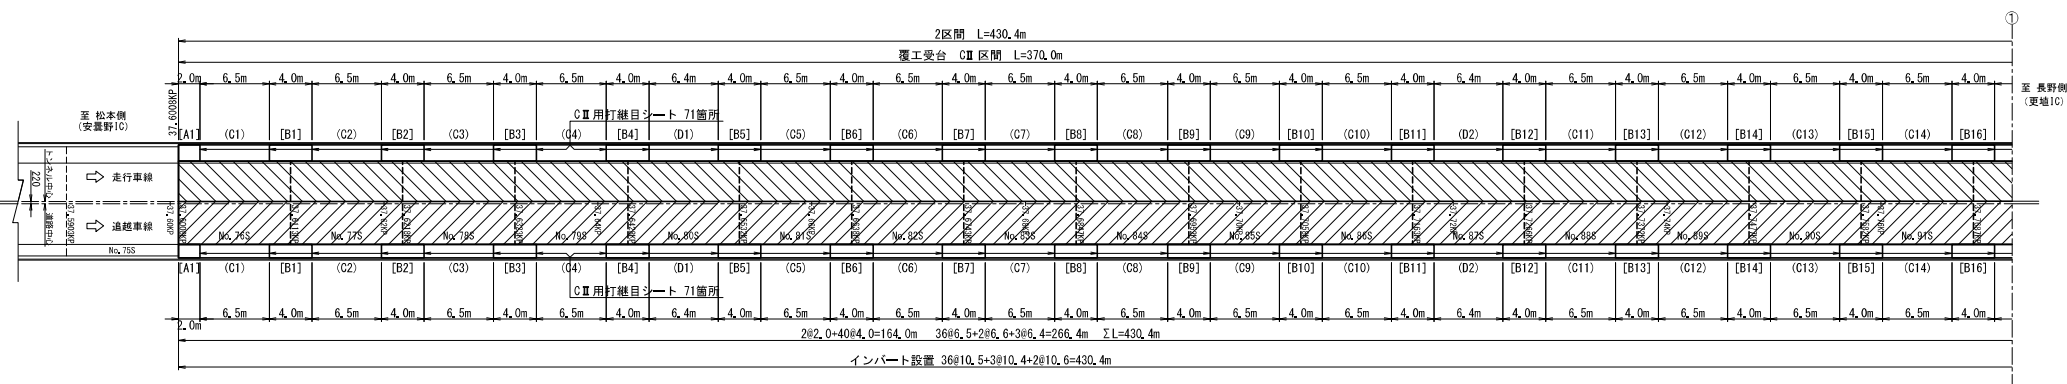 ①
2区間 L=430.4m
覆工受台 CⅡ区間 L=370.0m
2.0m 6.5m 4.0m 6.5m 4.0m 6.5m 4.0m 6.5m 4.0m 6.4m 4.0m 6.5m 4.0m 6.5m 4.0m 6.5m 4.0m 6.5m 4.0m 6.5m 4.0m 6.5m 4.0m 6.4m 4.0m 6.5m 4.0m 6.5m 4.0m 6.5m 4.0m 6.5m 4.0m
至 松本側
(安曇野IC)
37.6008KP
至 長野側
(更埴IC)
CⅡ用打継目シート 71箇所
[A1] (C1) [B1] (C2) [B2] (C3) [B3] (C4) [B4] (D1) [B5] (C5) [B6] (C6) [B7] (C7) [B8] (C8) [B9] (C9) [B10] (C10) [B11] (D2) [B12] (C11) [B13] (C12) [B14] (C13) [B15] (C14) [B16]
220
トンネル中心
道路中心
走行車線
追越車線
37.60KP
No.75S No.76S No.77S No.78S No.79S No.80S No.81S No.82S No.83S No.84S No.85S No.86S No.87S No.88S No.89S No.90S No.91S
[A1] (C1) [B1] (C2) [B2] (C3) [B3] (C4) [B4] (D1) [B5] (C5) [B6] (C6) [B7] (C7) [B8] (C8) [B9] (C9) [B10] (C10) [B11] (D2) [B12] (C11) [B13] (C12) [B14] (C13) [B15] (C14) [B16]
CⅡ用打継目シート 71箇所
2.0m 6.5m 4.0m 6.5m 4.0m 6.5m 4.0m 6.5m 4.0m 6.4m 4.0m 6.5m 4.0m 6.5m 4.0m 6.5m 4.0m 6.5m 4.0m 6.5m 4.0m 6.5m 4.0m 6.4m 4.0m 6.5m 4.0m 6.5m 4.0m 6.5m 4.0m 6.5m 4.0m
2@2.0+40@4.0=164.0m 36@6.5+2@6.6+3@6.4=266.4m ΣL=430.4m
インバート設置 36@10.5+3@10.4+2@10.6=430.4m